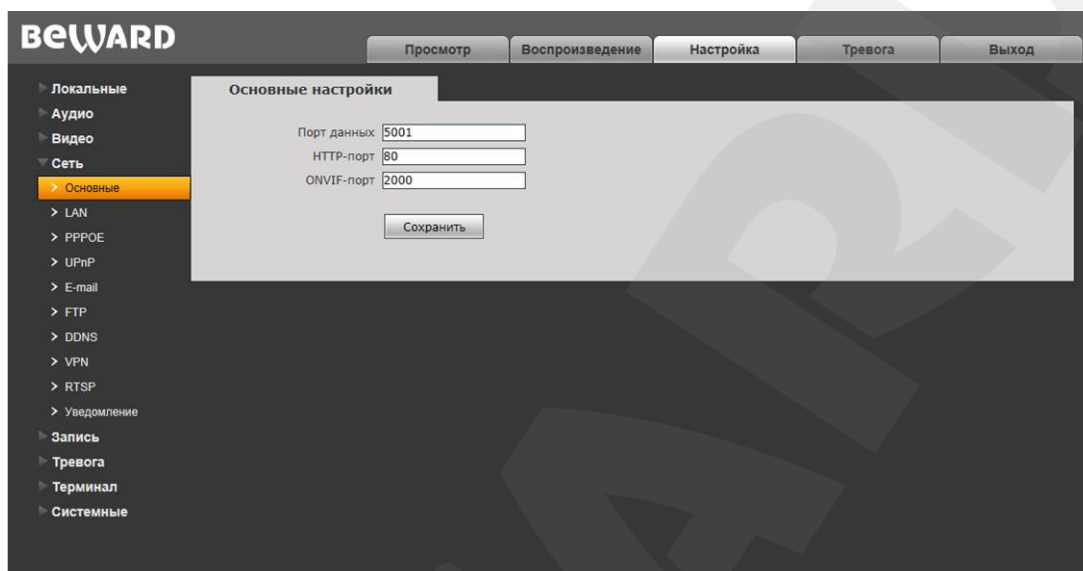 BEWARD
Просмотр
Воспроизведение
Настройка
Тревога
Выход
Локальные
Аудио
Видео
Сеть
> Основные
> LAN
> PPPOE
> UPnP
> E-mail
> FTP
> DDNS
> VPN
> RTSP
> Уведомление
Запись
Тревога
Терминал
Системные
Основные настройки
Порт данных 5001
HTTP-порт 80
ONVIF-порт 2000
Сохранить